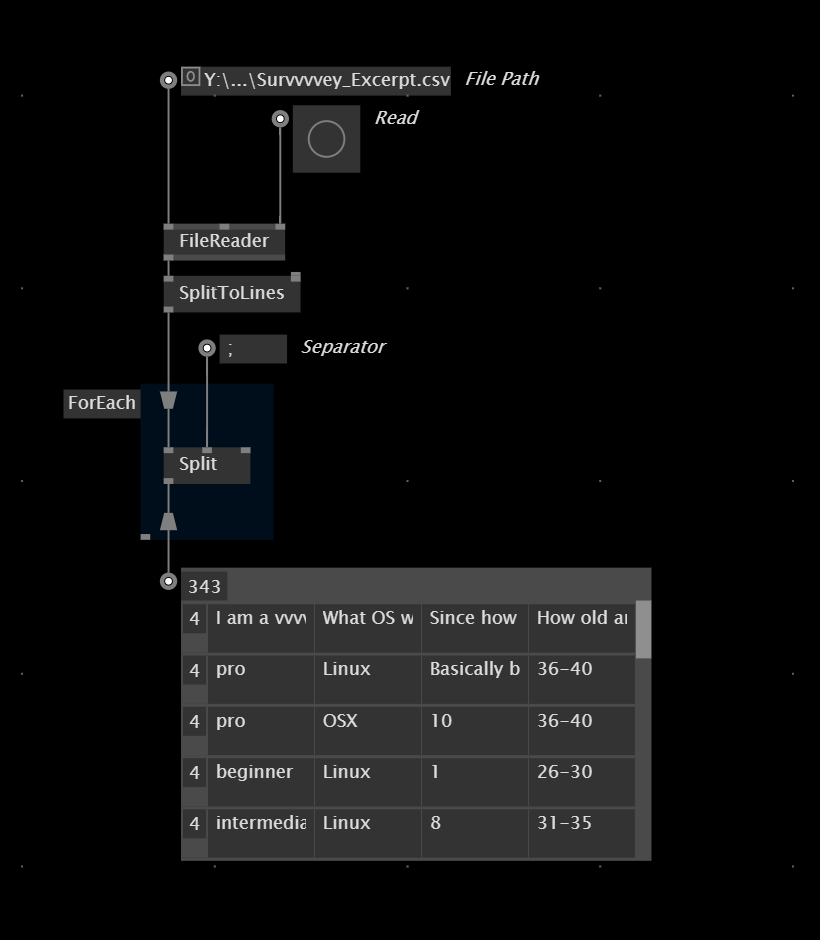 O Y:\...\Survvvvey_Excerpt.csv File Path
Read
FileReader
SplitToLines
; Separator
ForEach
Split
343
4 I am a vvvv What OS w Since how How old ar
4 pro Linux Basically b 36-40
4 pro OSX 10 36-40
4 beginner Linux 1 26-30
4 intermedia Linux 8 31-35